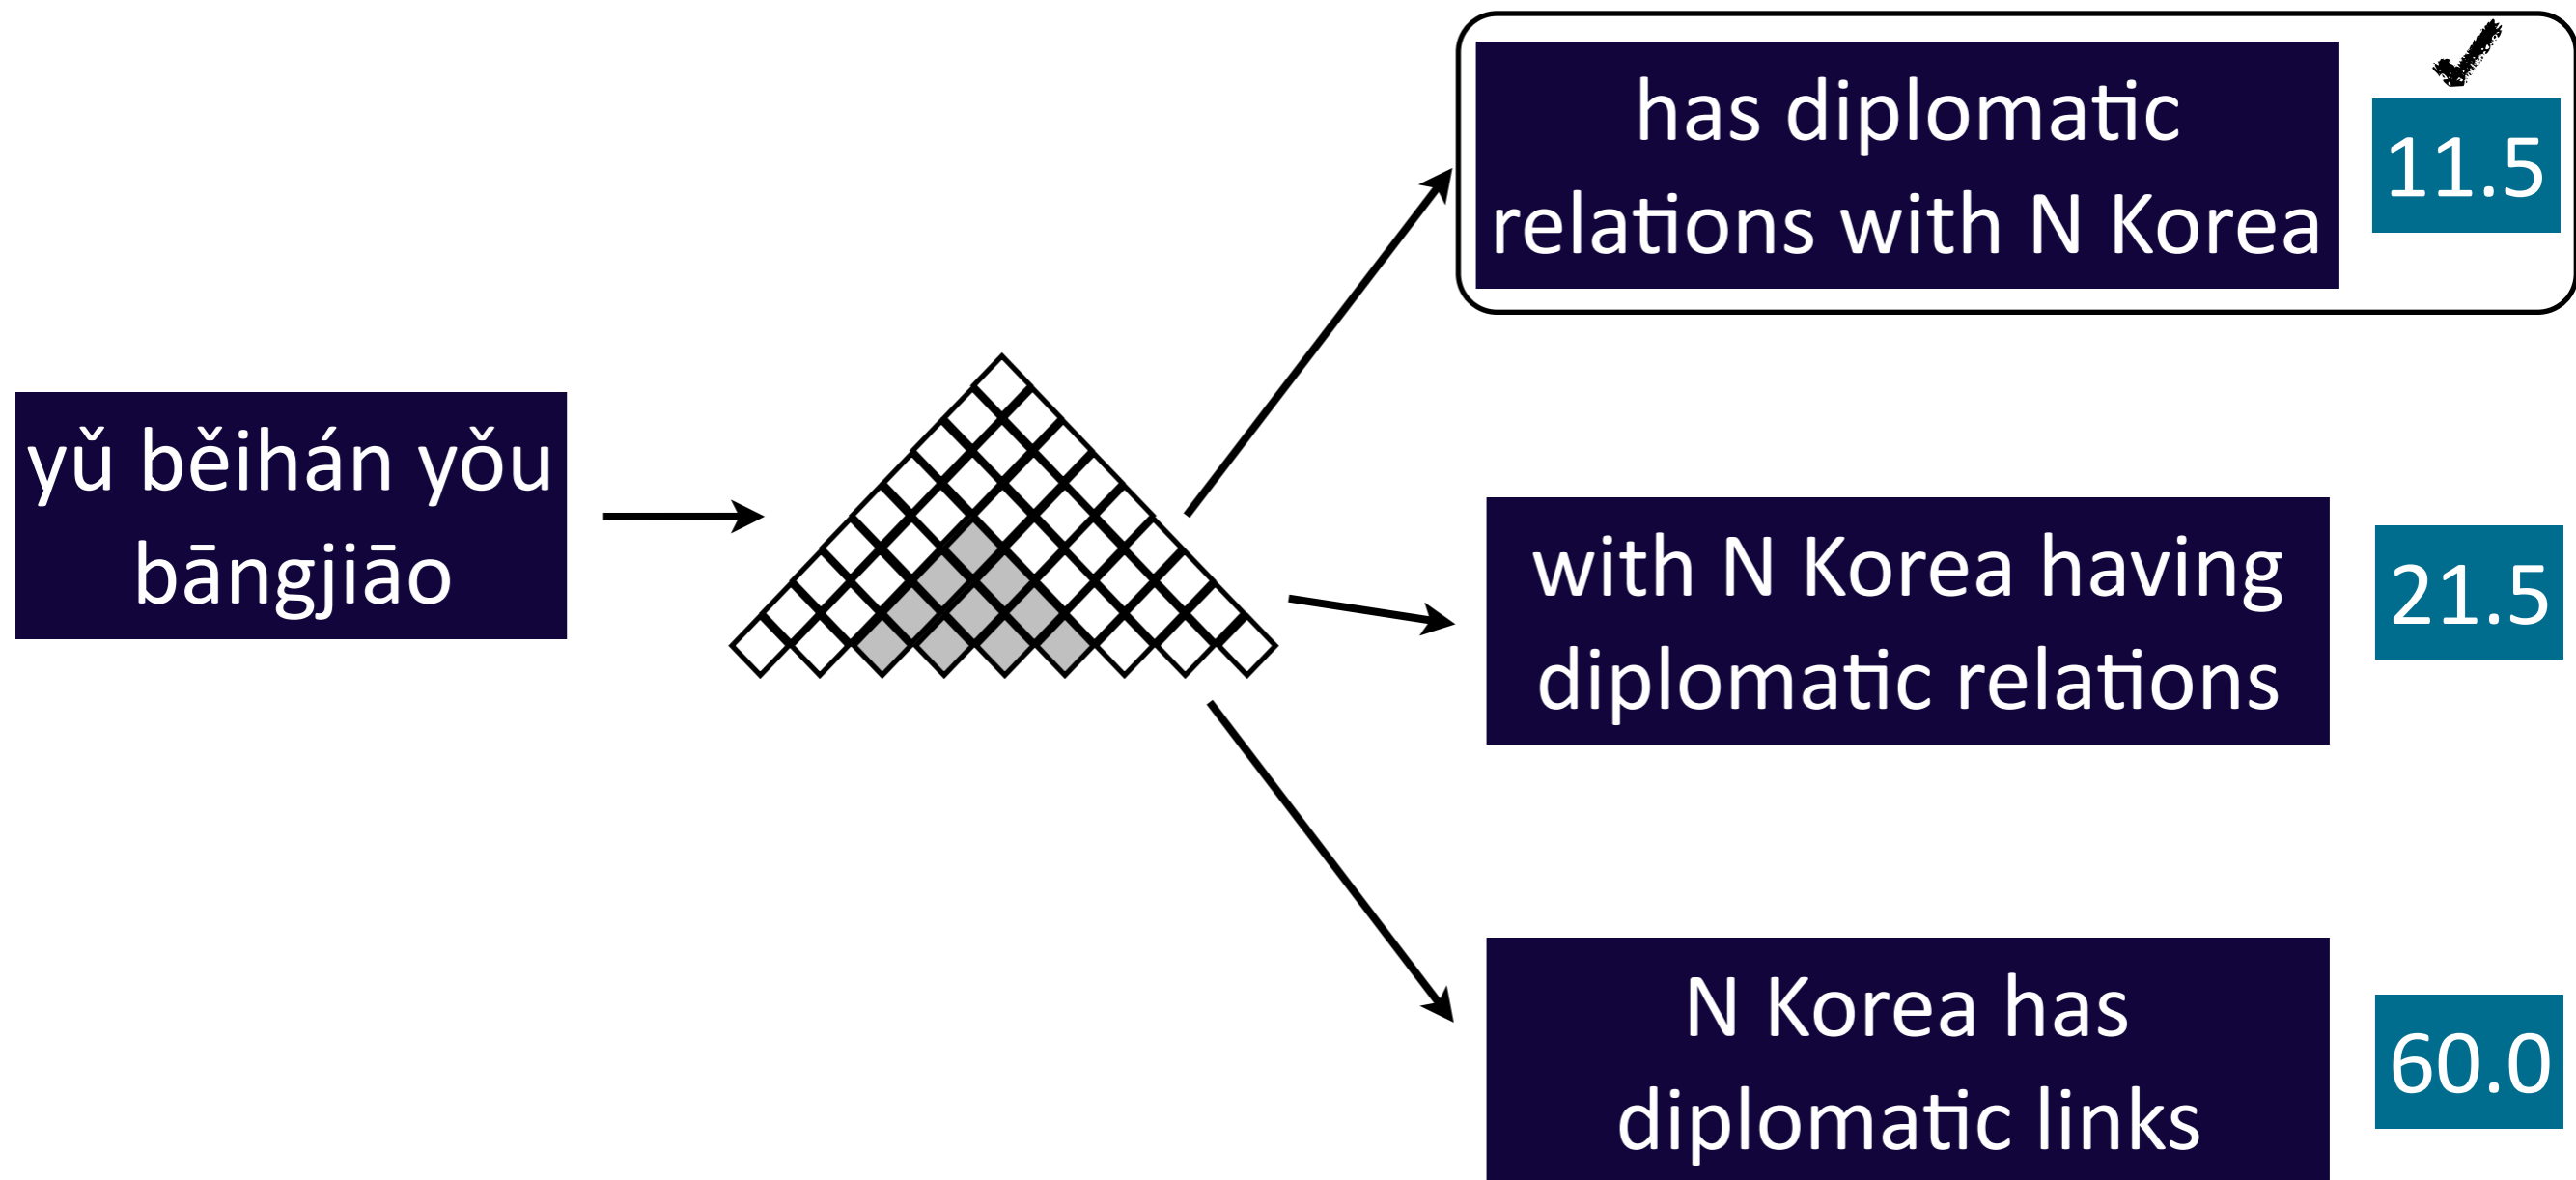 yǔ běihán yǒu
bāngjiāo
has diplomatic
relations with N Korea
11.5
with N Korea having
diplomatic relations
21.5
N Korea has
diplomatic links
60.0